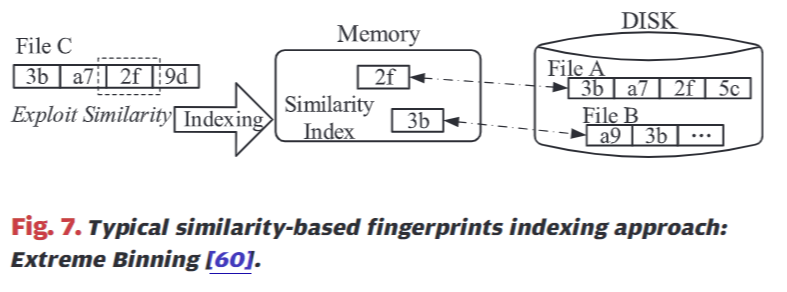 File C
3b a7 2f 9d
Exploit Similarity
Indexing
Memory
2f
Similarity
Index
3b
DISK
File A
3b a7 2f 5c
File B
a9 3b ...
Fig. 7. Typical similarity-based fingerprints indexing approach:
Extreme Binning [60].